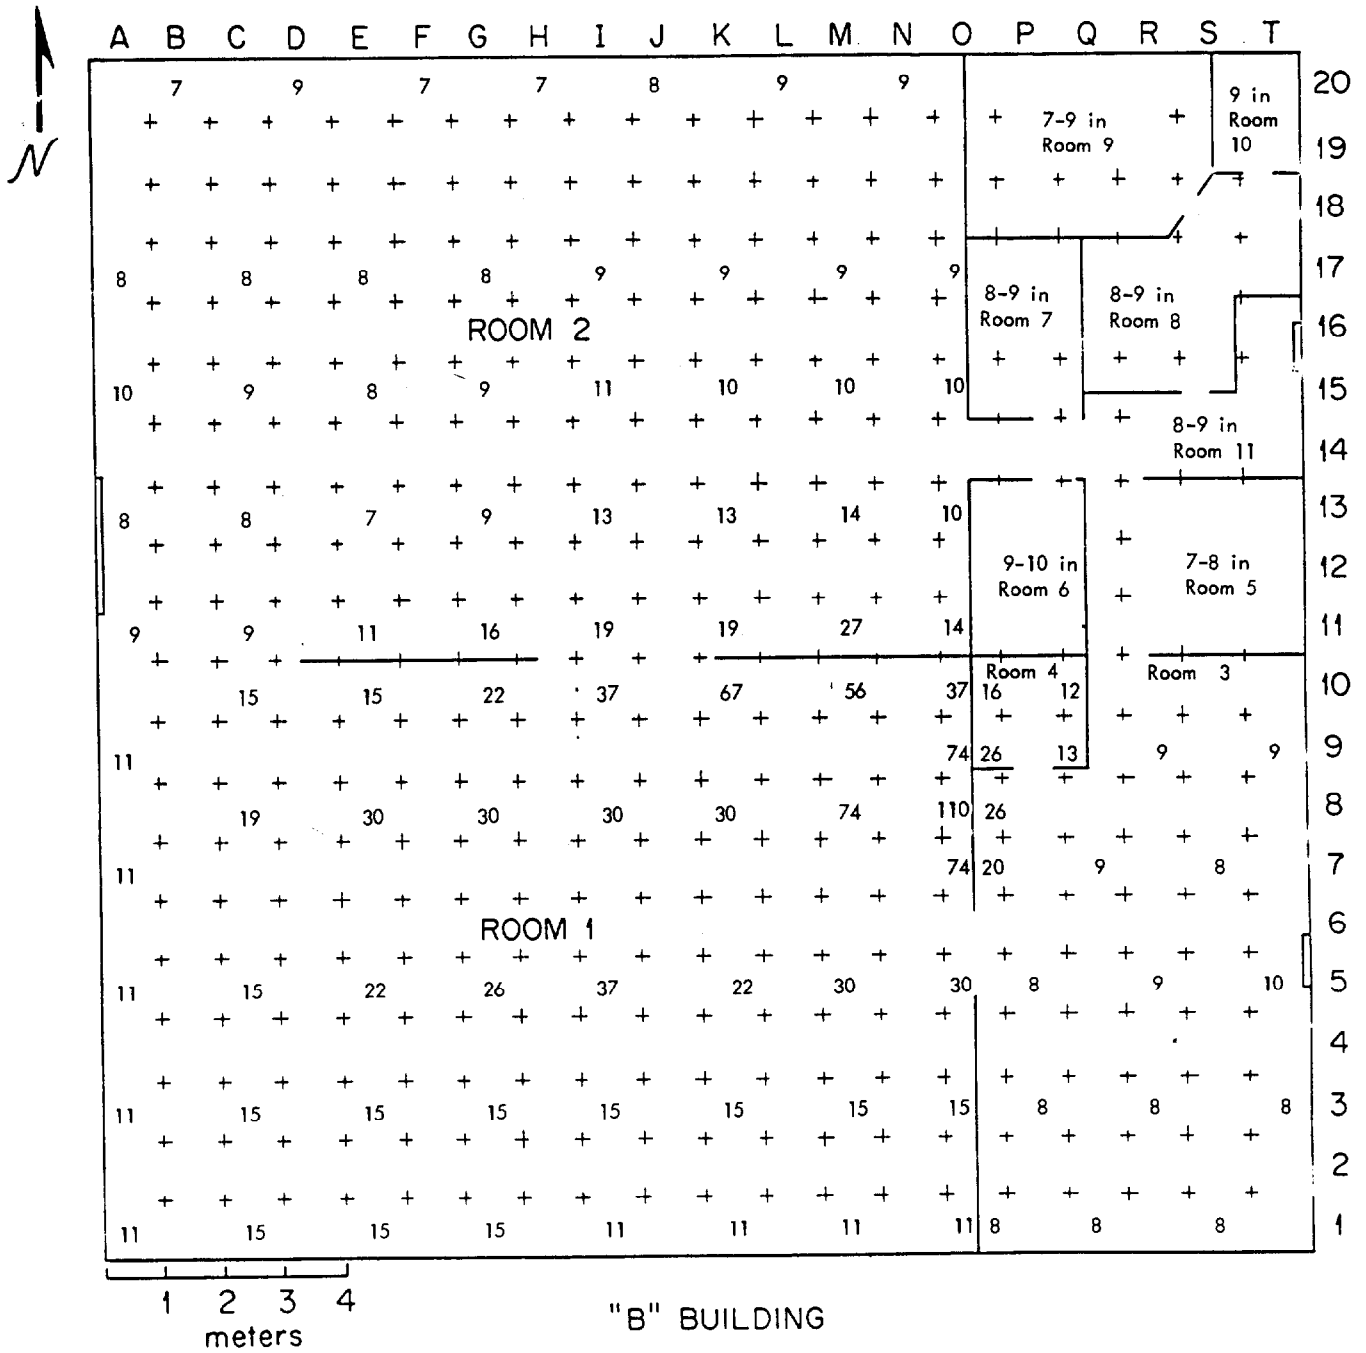 A B C D E F G H I J K L M N O P Q R S T
7 9 7 7 8 9 9 20
9 in
Room
10
7-9 in
Room 9
19
N
18
8 8 8 8 9 9 9 9 17
8-9 in
Room 7
8-9 in
Room 8
ROOM 2 16
10 9 8 9 11 10 10 10 15
8-9 in
Room 11
14
8 8 7 9 13 13 14 10 13
9-10 in
Room 6
7-8 in
Room 5
12
9 9 11 16 19 19 27 14 11
Room 4 Room 3
15 15 22 37 67 56 37 16 12 10
11 74 26 13 9 9 9
19 30 30 30 30 74 110 26 8
11 74 20 9 8 7
ROOM 1 6
11 15 22 26 37 22 30 30 8 9 10 5
4
11 15 15 15 15 15 15 15 8 8 8 3
2
11 15 15 15 11 11 11 11 8 8 8 1
1 2 3 4
meters
"B" BUILDING